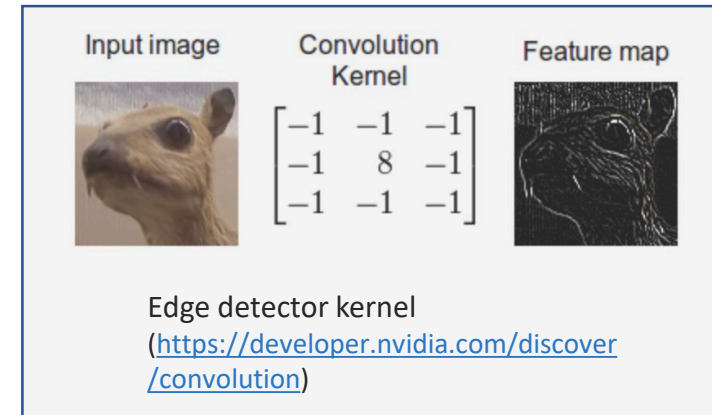 Input image
Convolution
Kernel
Feature map
−1 −1 −1
−1 8 −1
−1 −1 −1
Edge detector kernel
(https://developer.nvidia.com/discover
/convolution)